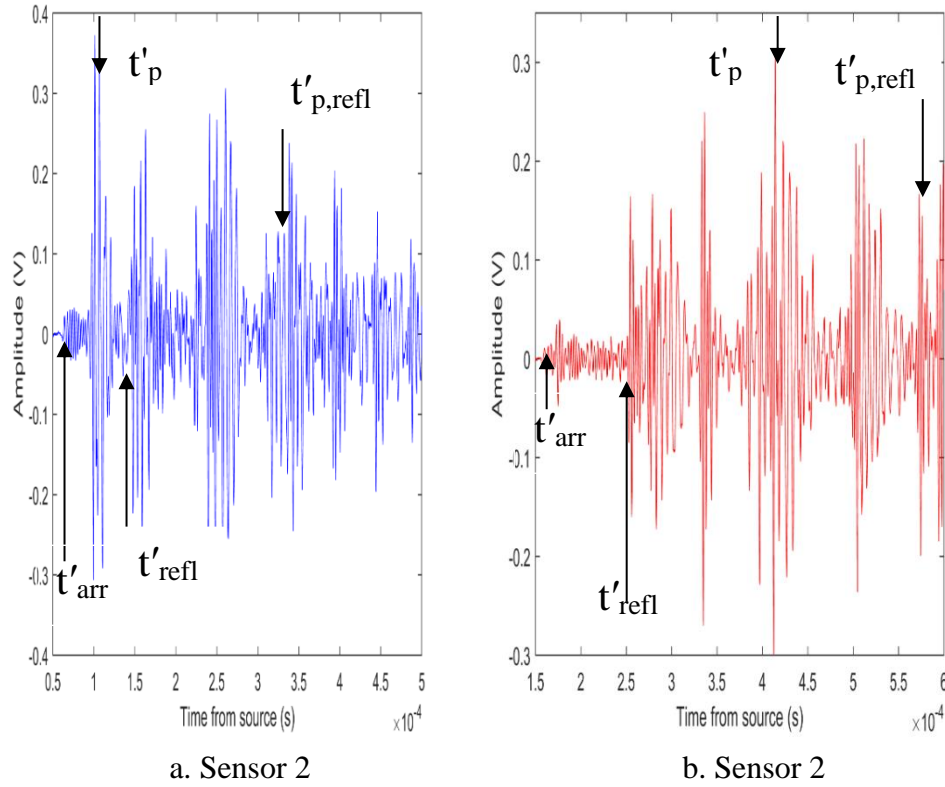 0.4
0.3
0.2
0.1
0
-0.1
-0.2
-0.3
-0.4
Amplitude (V)
t'p
t′p,refl
t′arr
t′refl
0.5 1 1.5 2 2.5 3 3.5 4 4.5 5
Time from source (s)
×10-4
a. Sensor 2
0.3
0.2
0.1
0
-0.1
-0.2
-0.3
Amplitude (V)
t'p
t′p,refl
t′arr
t′refl
1.5 2 2.5 3 3.5 4 4.5 5 5.5 6
Time from source (s)
×10-4
b. Sensor 2